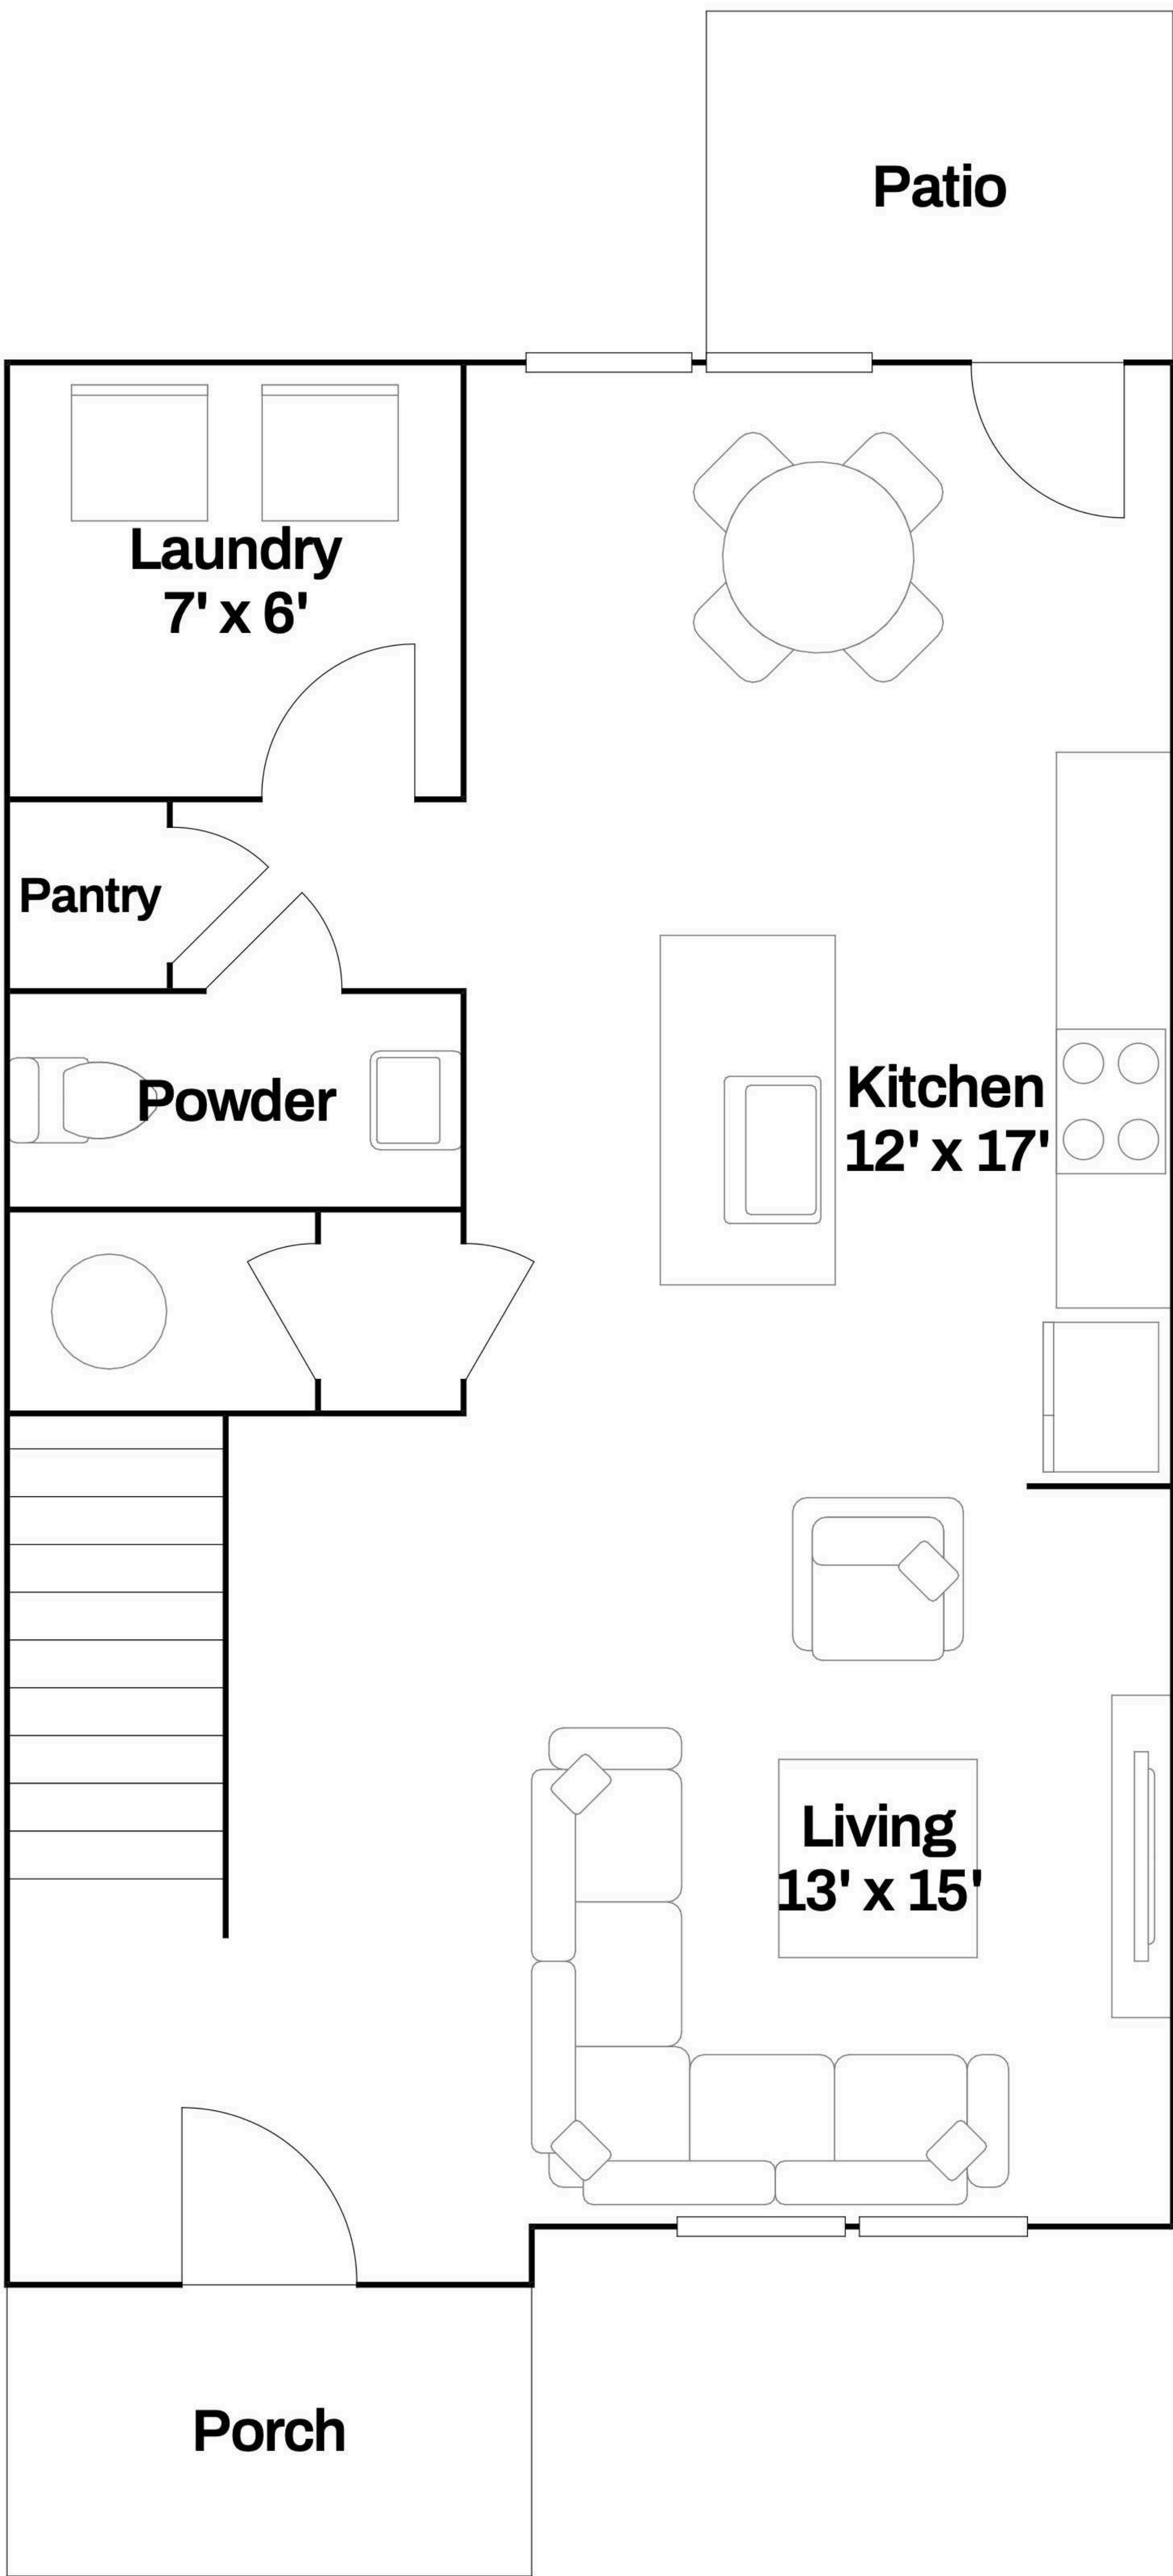 Patio
Laundry
7' x 6'
Pantry
Kitchen
12' x 17'
Powder
Living
13' x 15'
Porch